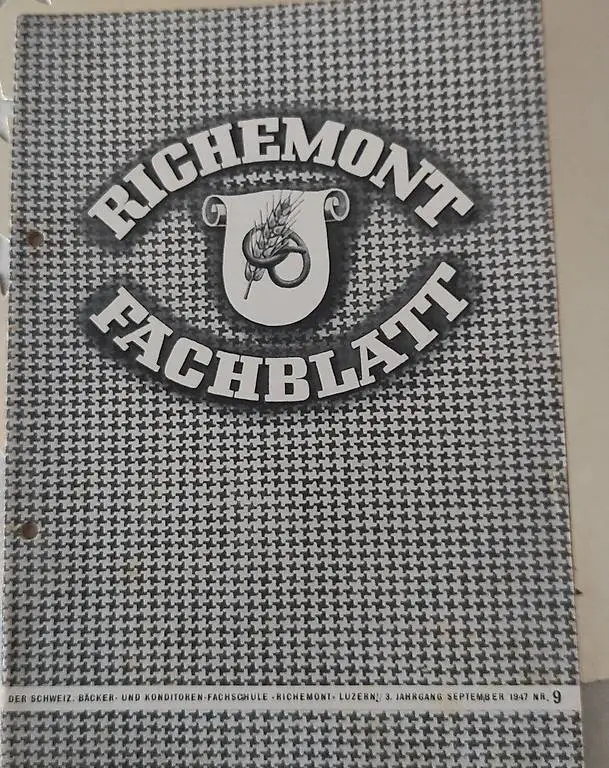 RICHEMONT
FACHBLATT
DER SCHWEIZ. BÄCKER- UND KONDITOREN-FACHSCHULE «RICHEMONT» LUZERN / 3. JAHRGANG SEPTEMBER 1947 NR. 9